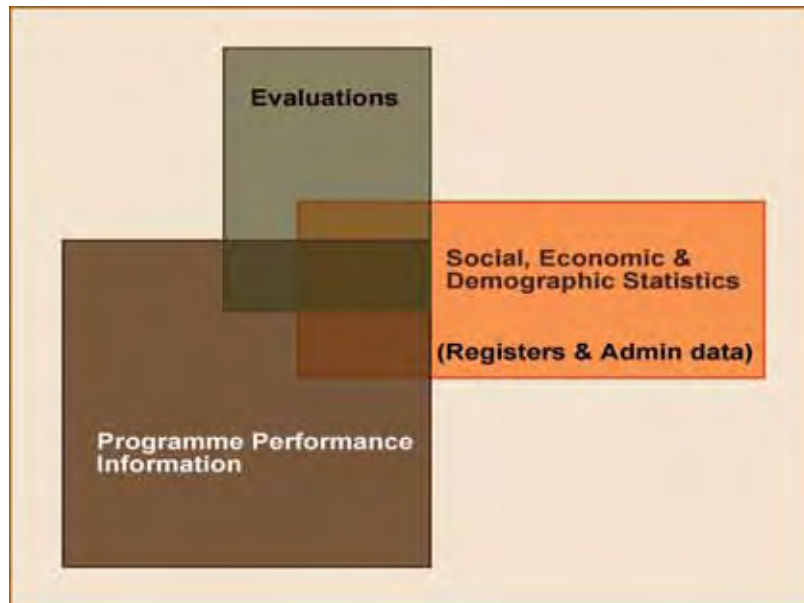 Evaluations
Social, Economic &
Demographic Statistics
(Registers & Admin data)
Programme Performance
Information